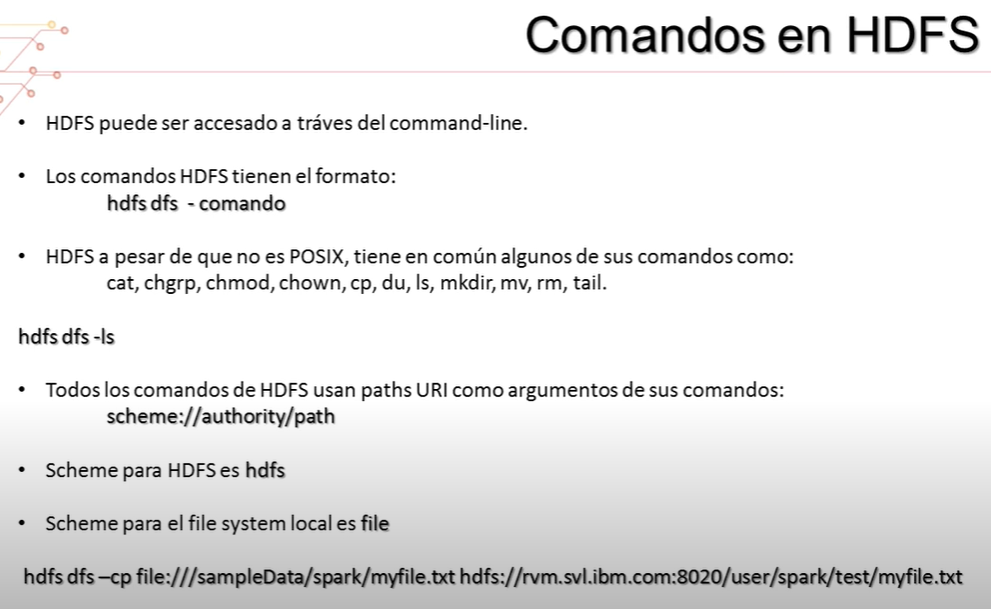 Comandos en HDFS
• HDFS puede ser accesado a tráves del command-line.
• Los comandos HDFS tienen el formato:
hdfs dfs - comando
• HDFS a pesar de que no es POSIX, tiene en común algunos de sus comandos como:
cat, chgrp, chmod, chown, cp, du, ls, mkdir, mv, rm, tail.
hdfs dfs -ls
• Todos los comandos de HDFS usan paths URI como argumentos de sus comandos:
scheme://authority/path
• Scheme para HDFS es hdfs
• Scheme para el file system local es file
hdfs dfs –cp file:///sampleData/spark/myfile.txt hdfs://rvm.svl.ibm.com:8020/user/spark/test/myfile.txt